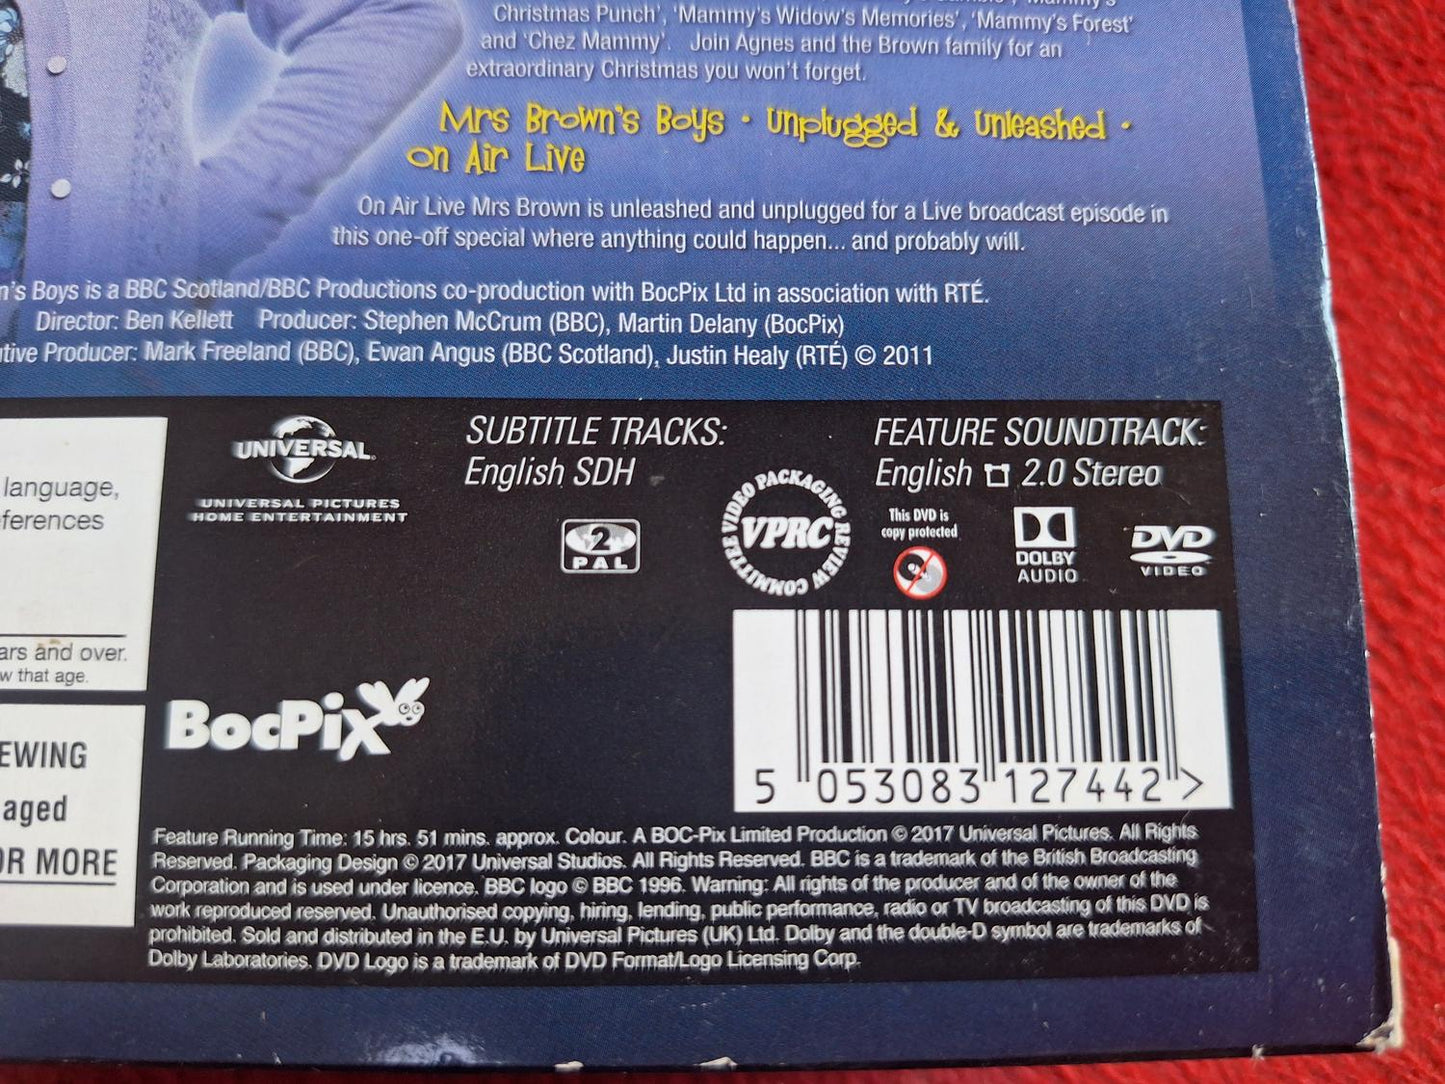 Christmas Punch', 'Mammy's Widow's Memories', 'Mammy's Forest'
and 'Chez Mammy'. Join Agnes and the Brown family for an
extraordinary Christmas you won't forget.
Mrs Brown's Boys • Unplugged & Unleashed •
On Air Live
On Air Live Mrs Brown is unleashed and unplugged for a Live broadcast episode in
this one-off special where anything could happen... and probably will.
n's Boys is a BBC Scotland/BBC Productions co-production with BocPix Ltd in association with RTÉ.
Director: Ben Kellett Producer: Stephen McCrum (BBC), Martin Delany (BocPix)
tive Producer: Mark Freeland (BBC), Ewan Angus (BBC Scotland), Justin Healy (RTÉ) © 2011
language,
ferences
ars and over.
w that age.
EWING
aged
OR MORE
UNIVERSAL
UNIVERSAL PICTURES
HOME ENTERTAINMENT
SUBTITLE TRACKS:
English SDH
FEATURE SOUNDTRACK:
English 2.0 Stereo
2
PAL
VIDEO PACKAGING REVIEW COMMITTEE
VPRC
This DVD is
copy protected
DOLBY
AUDIO
DVD
VIDEO
BocPix
5 053083 127442 >
Feature Running Time: 15 hrs. 51 mins. approx. Colour. A BOC-Pix Limited Production © 2017 Universal Pictures. All Rights
Reserved. Packaging Design © 2017 Universal Studios. All Rights Reserved. BBC is a trademark of the British Broadcasting
Corporation and is used under licence. BBC logo © BBC 1996. Warning: All rights of the producer and of the owner of the
work reproduced reserved. Unauthorised copying, hiring, lending, public performance, radio or TV broadcasting of this DVD is
prohibited. Sold and distributed in the E.U. by Universal Pictures (UK) Ltd. Dolby and the double-D symbol are trademarks of
Dolby Laboratories. DVD Logo is a trademark of DVD Format/Logo Licensing Corp.